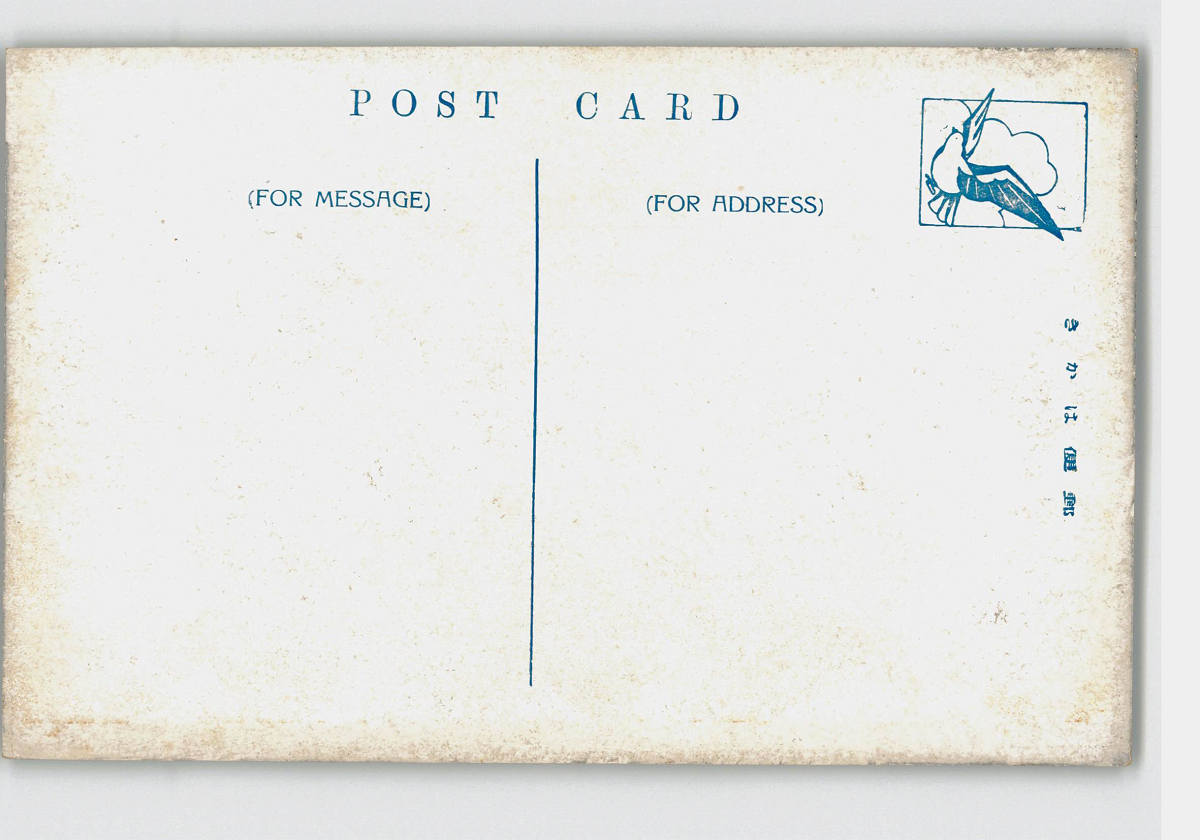 POST CARD
(FOR MESSAGE)
(FOR ADDRESS)
きかは便郵